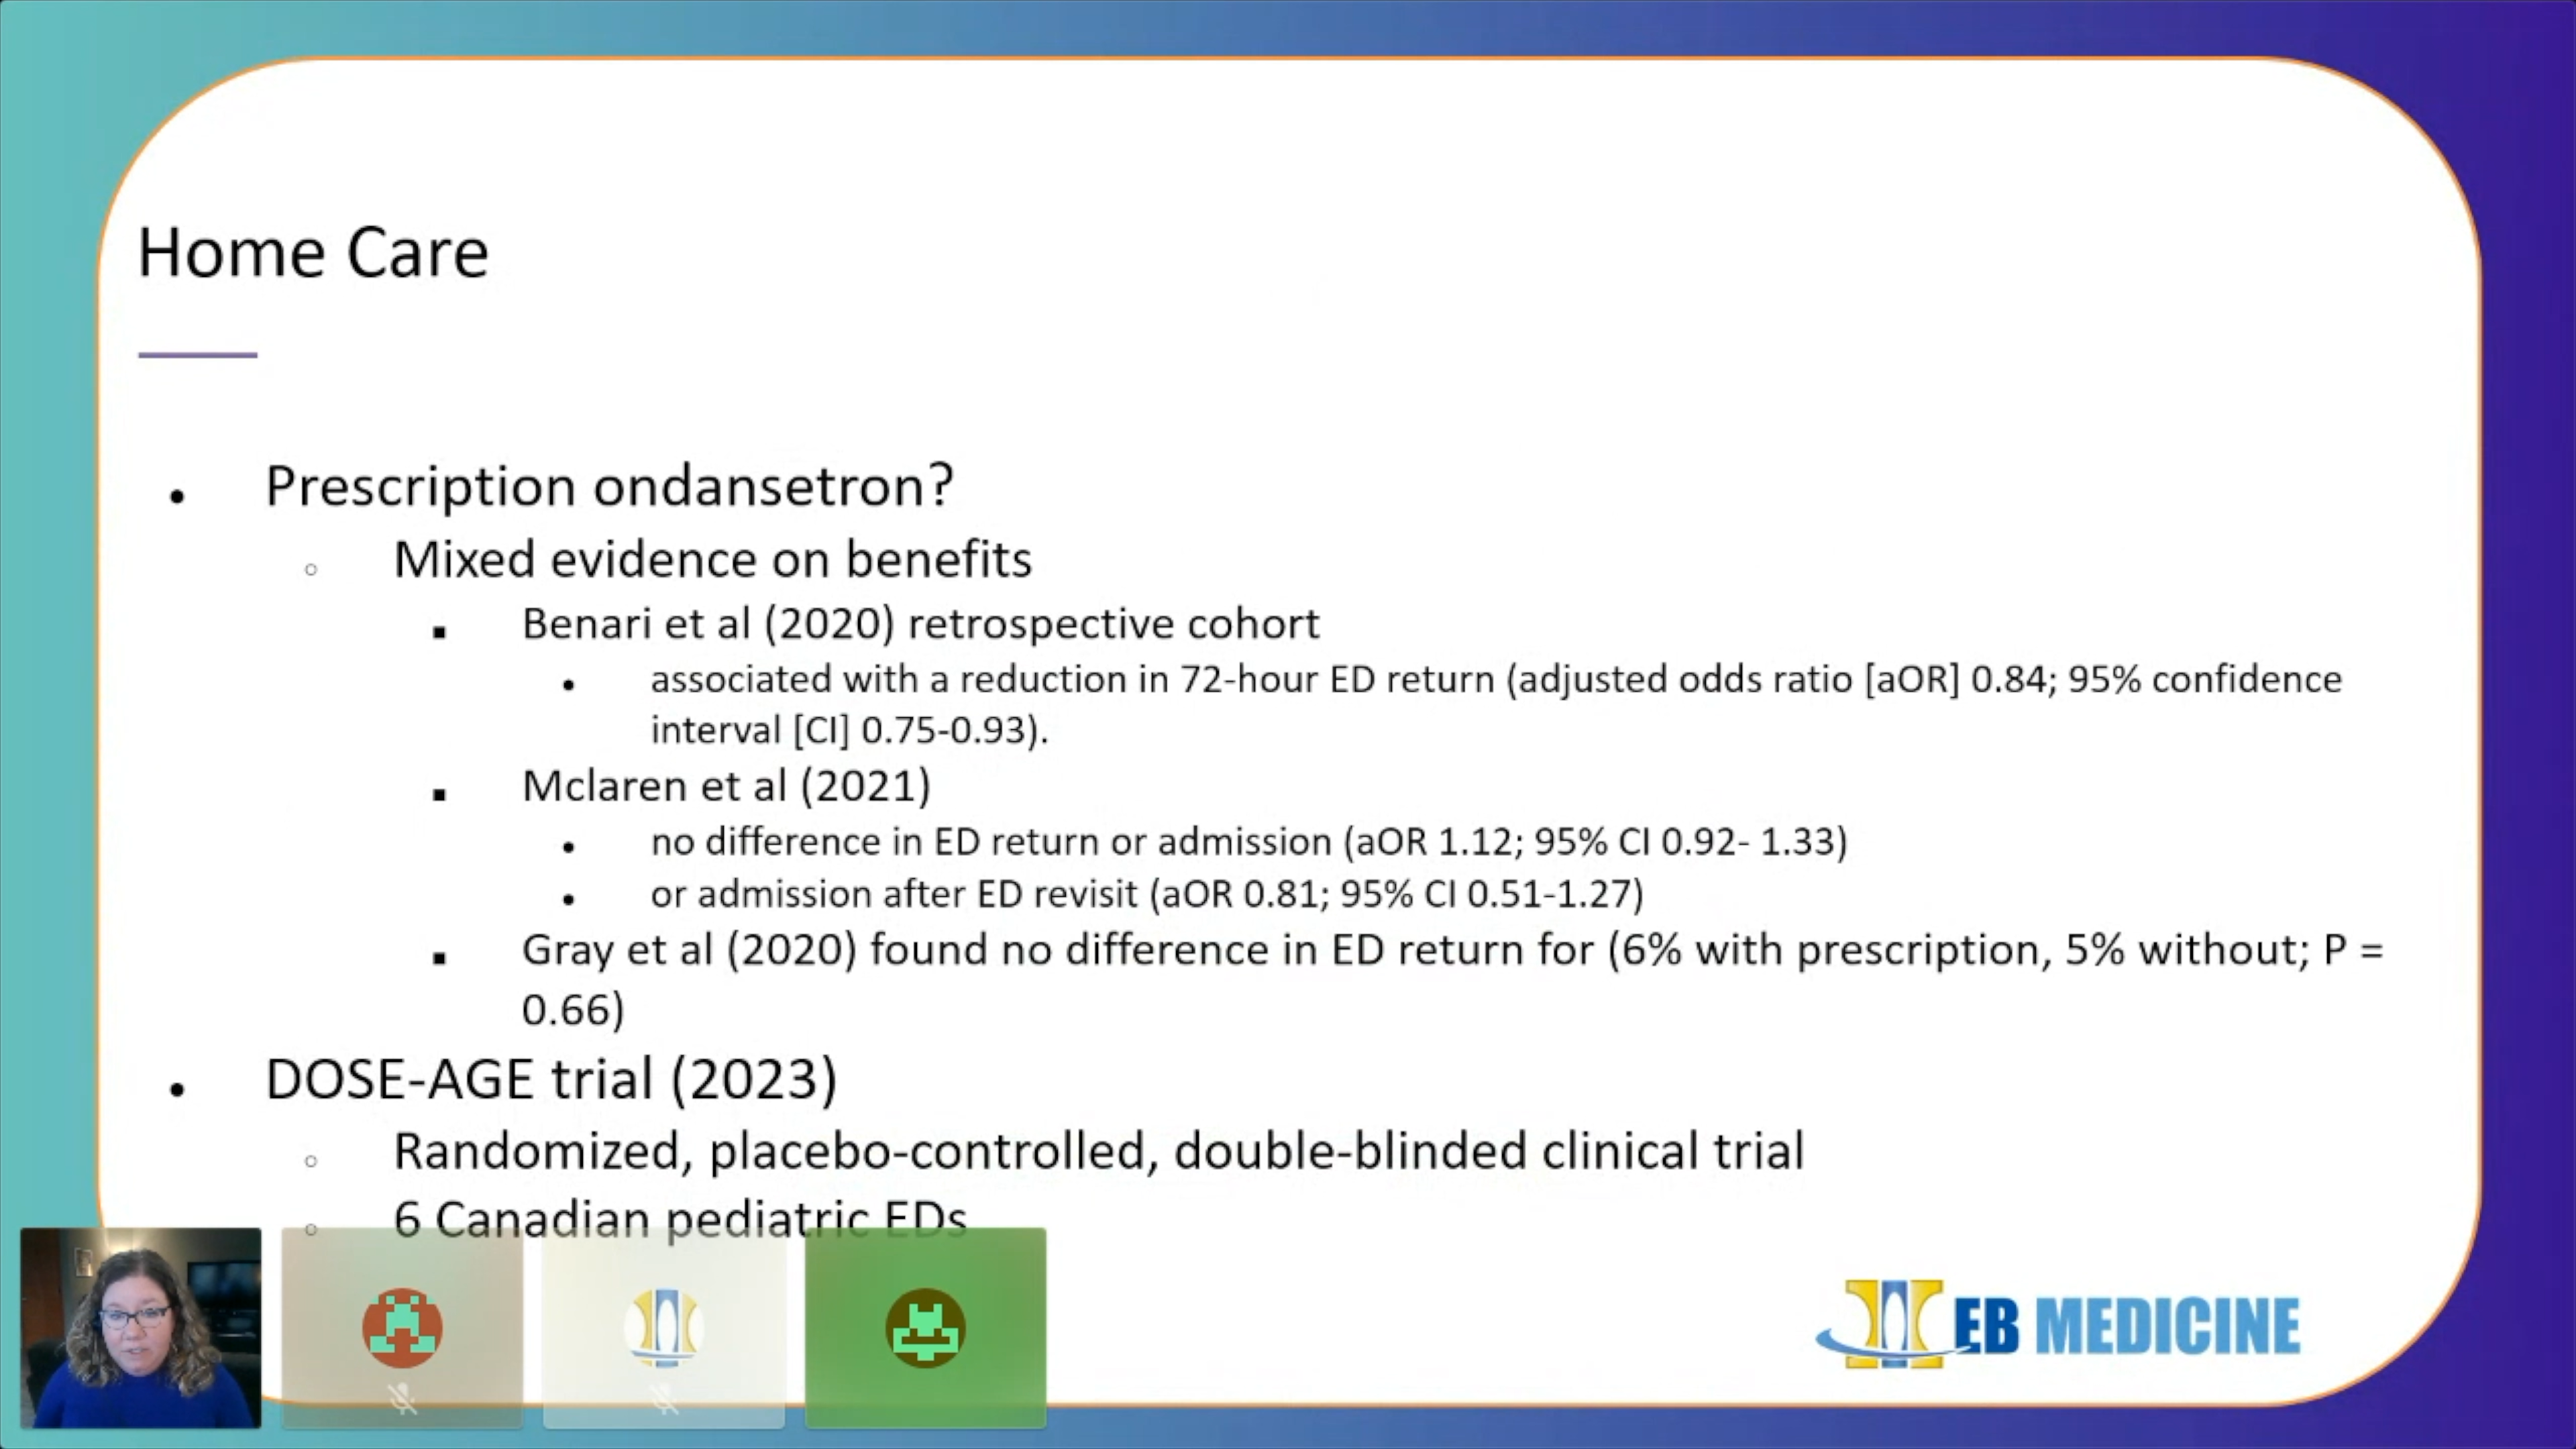 Home Care
Prescription ondansetron?
Mixed evidence on benefits
Benari et al (2020) retrospective cohort
associated with a reduction in 72-hour ED return (adjusted odds ratio [aOR] 0.84; 95% confidence
interval [CI] 0.75-0.93).
Mclaren et al (2021)
no difference in ED return or admission (aOR 1.12; 95% CI 0.92- 1.33)
or admission after ED revisit (aOR 0.81; 95% CI 0.51-1.27)
Gray et al (2020) found no difference in ED return for (6% with prescription, 5% without; P =
0.66)
DOSE-AGE trial (2023)
Randomized, placebo-controlled, double-blinded clinical trial
6 Canadian pediatric EDs
EB MEDICINE